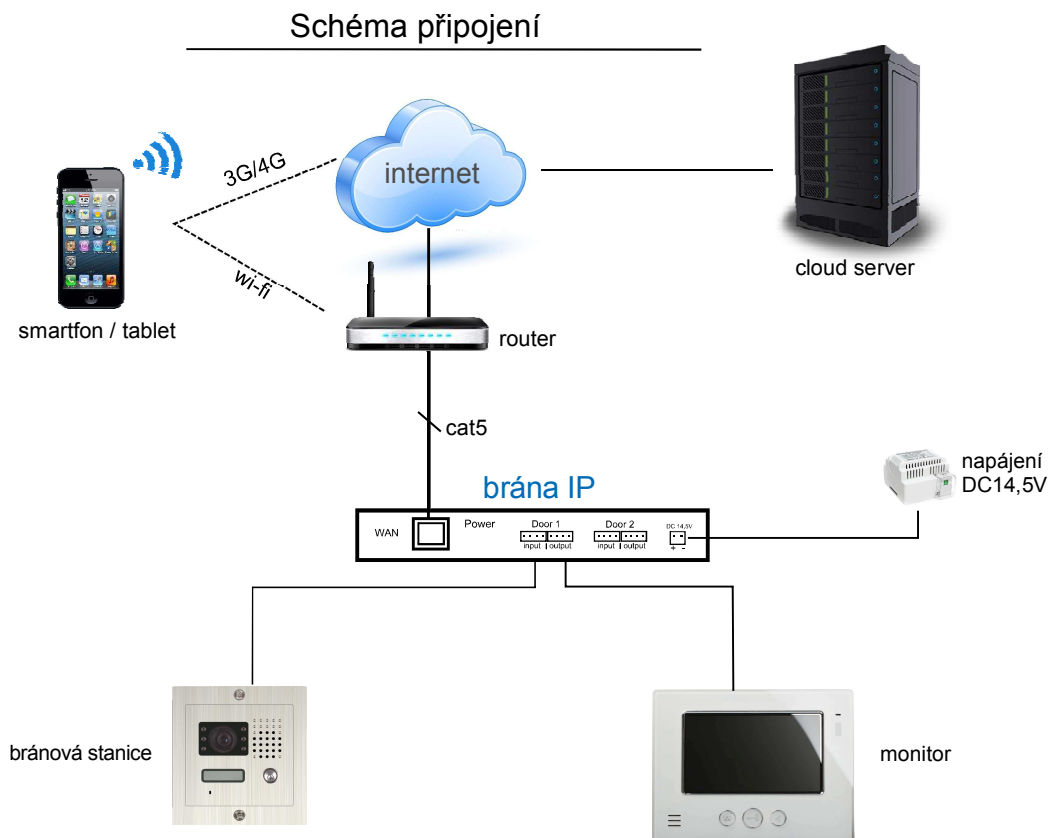 Schéma připojení
3G/4G
internet
wi-fi
cloud server
smartfon / tablet
router
cat5
napájení
DC14,5V
brána IP
WAN
Power
Door 1
Door 2
DC 14,5V
input
output
input
output
+ -
bránová stanice
monitor